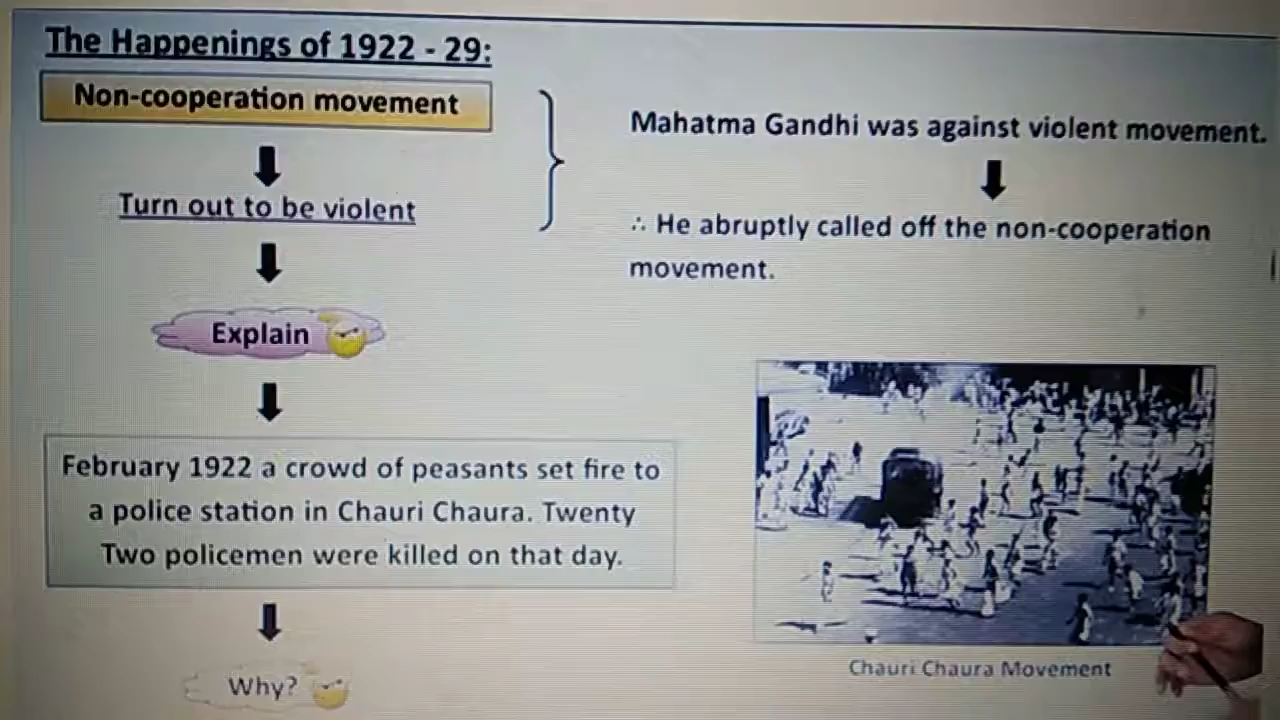 The Happenings of 1922 - 29:
Non-cooperation movement
Turn out to be violent
Explain
February 1922 a crowd of peasants set fire to
a police station in Chauri Chaura. Twenty
Two policemen were killed on that day.
Why?
Mahatma Gandhi was against violent movement.
∴ He abruptly called off the non-cooperation
movement.
Chauri Chaura Movement